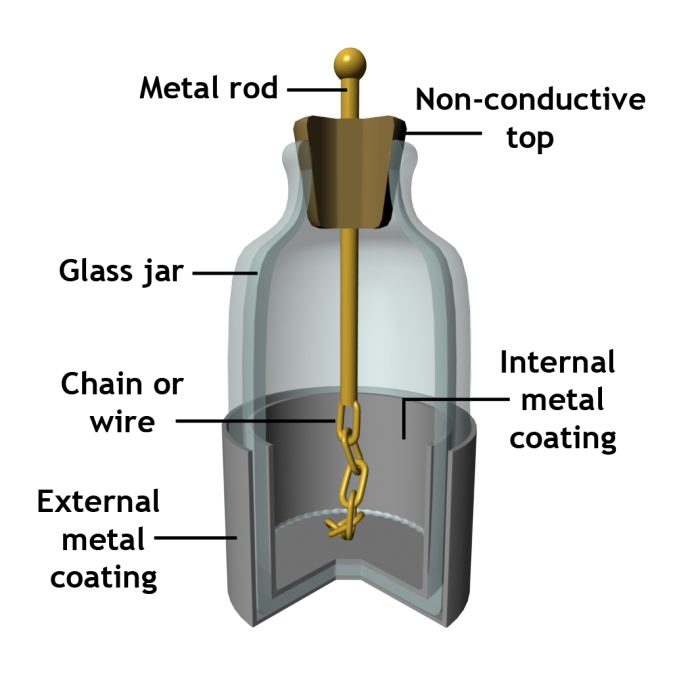 Metal rod
Non-conductive
top
Glass jar
Internal
metal
coating
Chain or
wire
External
metal
coating